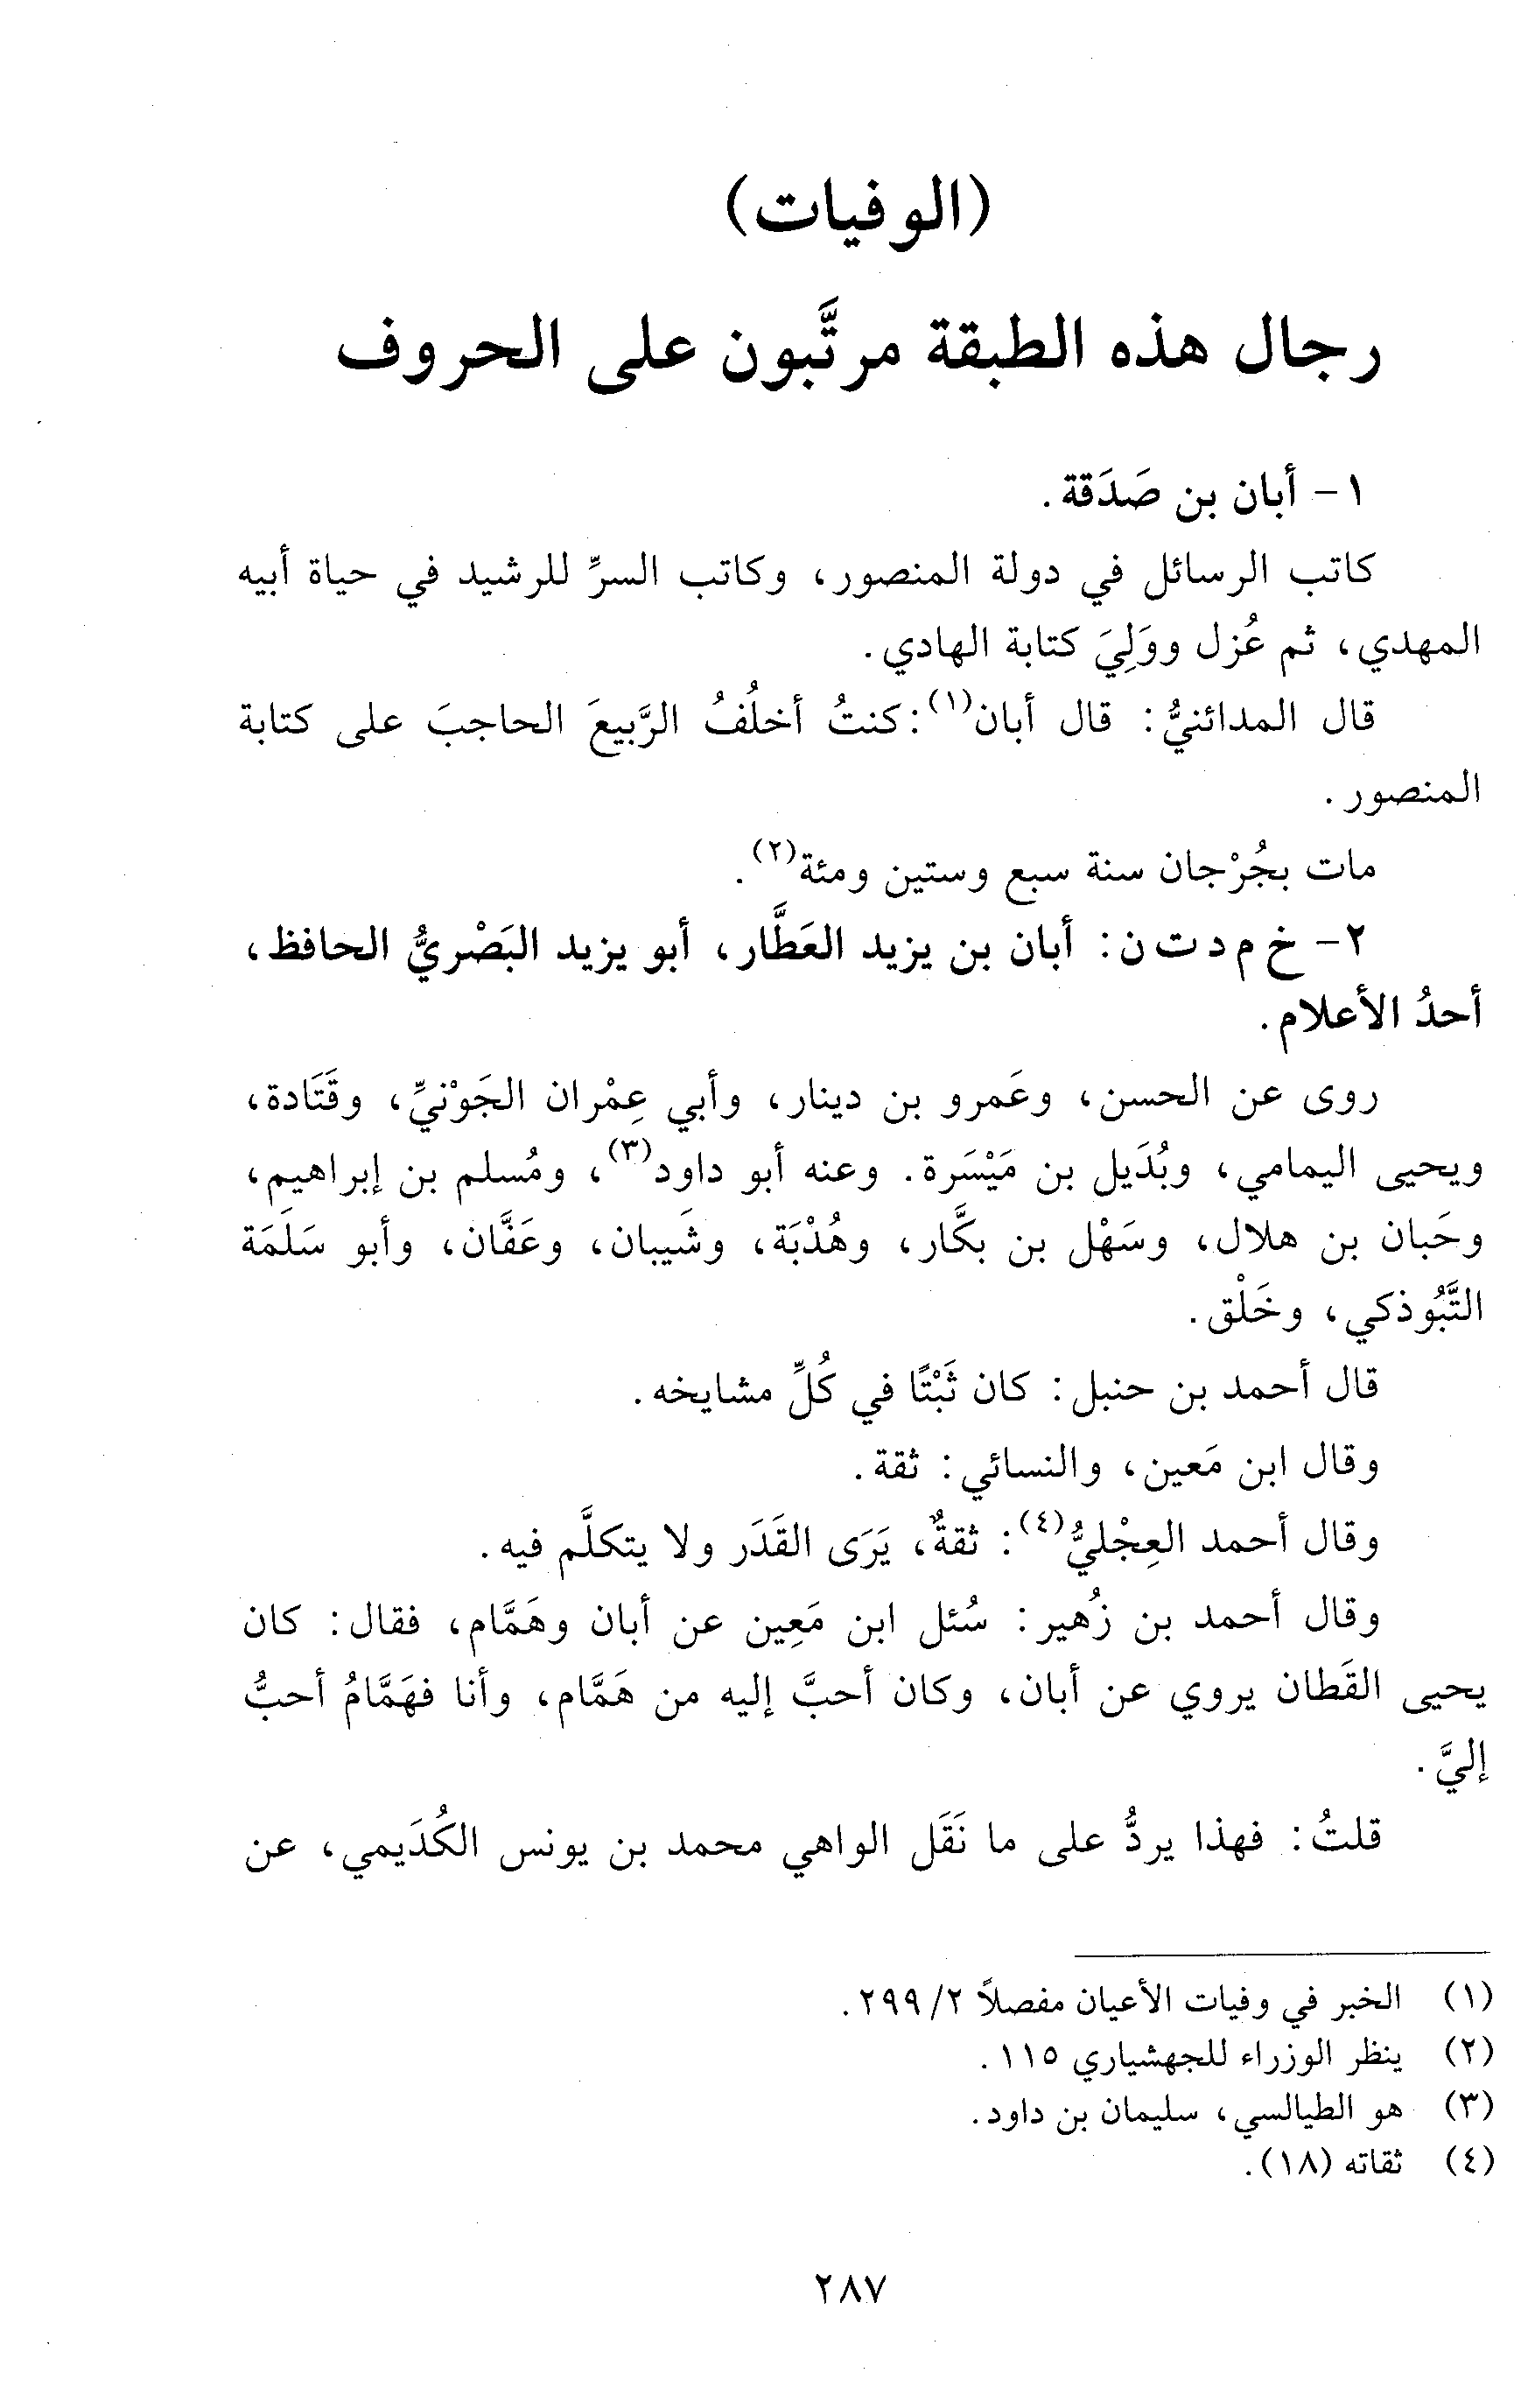 (الوفيات)
رجال هذه الطبقة مرتَّبون على الحروف
١- أبان بن صَدَقة.
كاتب الرسائل في دولة المنصور، وكاتب السرِّ للرشيد في حياة أبيه
المهدي، ثم عُزل ووَلِيَ كتابة الهادي.
قال المدائنيُّ: قال أبان(١): كنتُ أخلُفُ الرَّبيعَ الحاجبَ على كتابة
المنصور.
مات بجُرْجان سنة سبع وستين ومئة(٢).
٢- خ م د ت ن: أبان بن يزيد العَطَّار، أبو يزيد البَصْريُّ الحافظ،
أحدُ الأعلام.
روى عن الحسن، وعَمرو بن دينار، وأبي عِمْران الجَوْنيِّ، وقَتَادة،
ويحيى اليمامي، وبُدَيل بن مَيْسَرة. وعنه أبو داود(٣)، ومُسلم بن إبراهيم،
وحَبان بن هلال، وسَهْل بن بكَّار، وهُدْبَة، وشَيبان، وعَفَّان، وأبو سَلَمَة
التَّبُوذكي، وخَلْق.
قال أحمد بن حنبل: كان ثَبْتًا في كُلِّ مشايخه.
وقال ابن مَعين، والنسائي: ثقة.
وقال أحمد العِجْليُّ(٤): ثقةٌ، يَرَى القَدَر ولا يتكلَّم فيه.
وقال أحمد بن زُهير: سُئل ابن مَعِين عن أبان وهَمَّام، فقال: كان
يحيى القَطان يروي عن أبان، وكان أحبَّ إليه من هَمَّام، وأنا فهَمَّامُ أحبُّ
إليَّ.
قلتُ: فهذا يردُّ على ما نَقَل الواهي محمد بن يونس الكُدَيمي، عن
(١) الخبر في وفيات الأعيان مفصلاً ٢/ ٢٩٩.
(٢) ينظر الوزراء للجهشياري ١١٥.
(٣) هو الطيالسي، سليمان بن داود.
(٤) ثقاته (١٨).
٢٨٧